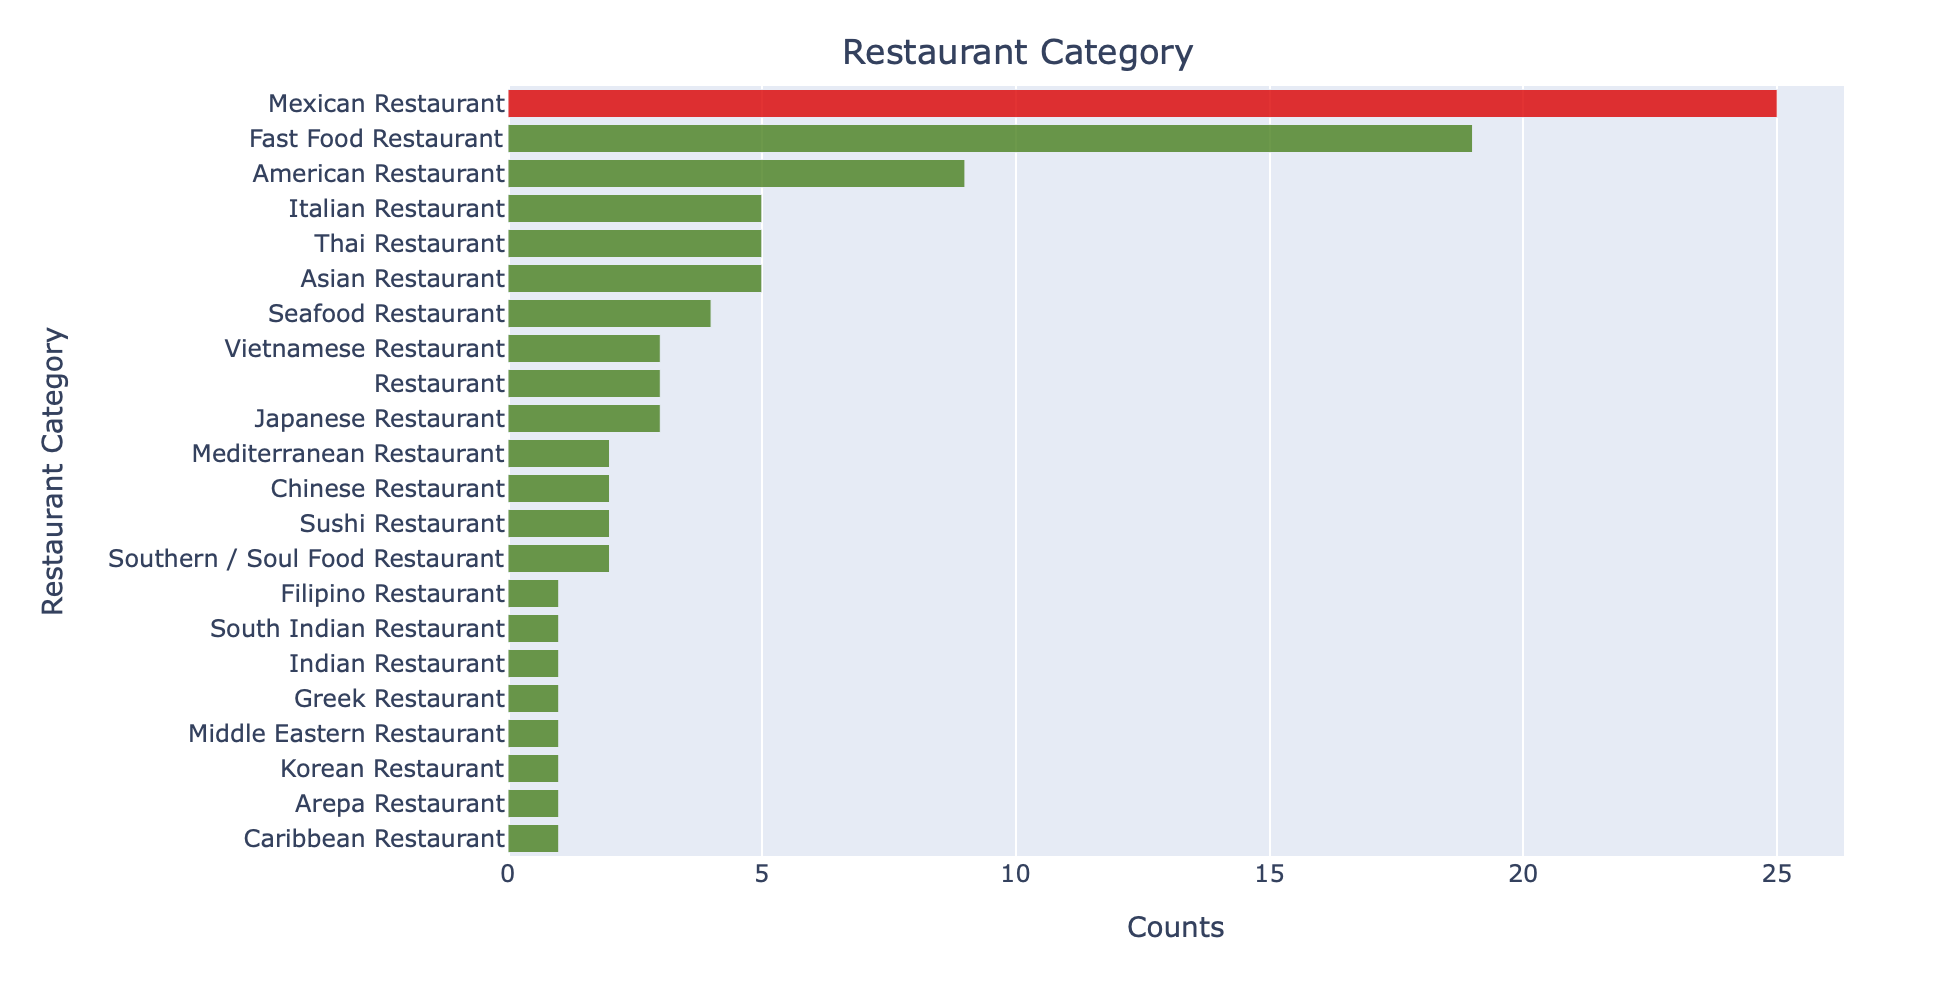 Restaurant Category
Mexican Restaurant
Fast Food Restaurant
American Restaurant
Italian Restaurant
Thai Restaurant
Asian Restaurant
Seafood Restaurant
Vietnamese Restaurant
Restaurant
Japanese Restaurant
Mediterranean Restaurant
Chinese Restaurant
Sushi Restaurant
Southern / Soul Food Restaurant
Filipino Restaurant
South Indian Restaurant
Indian Restaurant
Greek Restaurant
Middle Eastern Restaurant
Korean Restaurant
Arepa Restaurant
Caribbean Restaurant
Restaurant Category
0 5 10 15 20 25
Counts